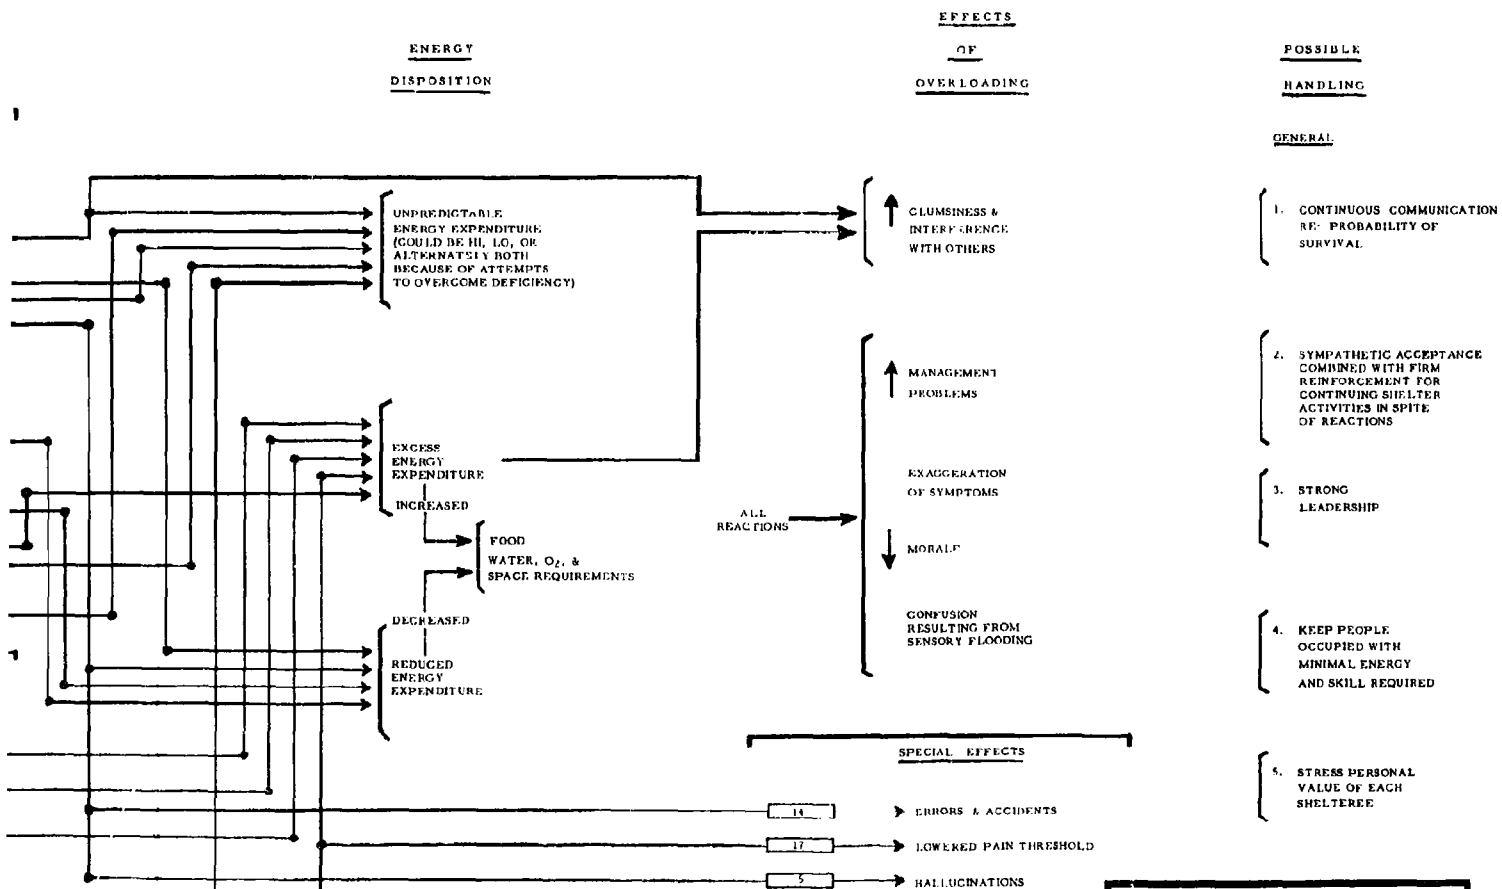 ENERGY
DISPOSITION
EFFECTS
OF
OVERLOADING
POSSIBLE
HANDLING
GENERAL
UNPREDICTABLE
ENERGY EXPENDITURE
(COULD BE HI, LO, OR
ALTERNATELY BOTH
BECAUSE OF ATTEMPTS
TO OVERCOME DEFICIENCY)
EXCESS
ENERGY
EXPENDITURE
INCREASED
FOOD
WATER, O2, &
SPACE REQUIREMENTS
DECREASED
REDUCED
ENERGY
EXPENDITURE
CLUMSINESS &
INTERFERENCE
WITH OTHERS
ALL
REACTIONS
MANAGEMENT
PROBLEMS
EXAGGERATION
OF SYMPTOMS
MORALE
CONFUSION
RESULTING FROM
SENSORY FLOODING
SPECIAL EFFECTS
14
ERRORS & ACCIDENTS
17
LOWERED PAIN THRESHOLD
5
HALLUCINATIONS
1. CONTINUOUS COMMUNICATION
RE: PROBABILITY OF
SURVIVAL
2. SYMPATHETIC ACCEPTANCE
COMBINED WITH FIRM
REINFORCEMENT FOR
CONTINUING SHELTER
ACTIVITIES IN SPITE
OF REACTIONS
3. STRONG
LEADERSHIP
4. KEEP PEOPLE
OCCUPIED WITH
MINIMAL ENERGY
AND SKILL REQUIRED
5. STRESS PERSONAL
VALUE OF EACH
SHELTEREE